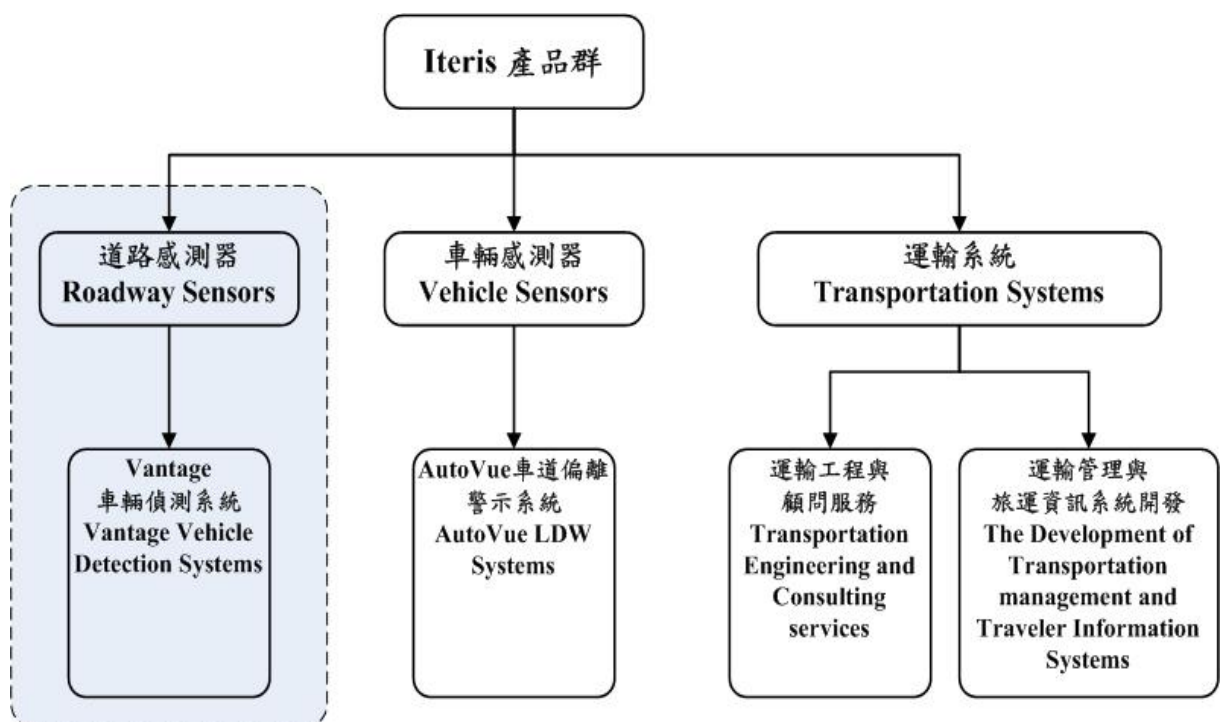 Iteris 產品群
道路感測器
Roadway Sensors
車輛感測器
Vehicle Sensors
運輸系統
Transportation Systems
Vantage
車輛偵測系統
Vantage Vehicle
Detection Systems
AutoVue車道偏離
警示系統
AutoVue LDW
Systems
運輸工程與
顧問服務
Transportation
Engineering and
Consulting
services
運輸管理與
旅運資訊系統開發
The Development of
Transportation
management and
Traveler Information
Systems